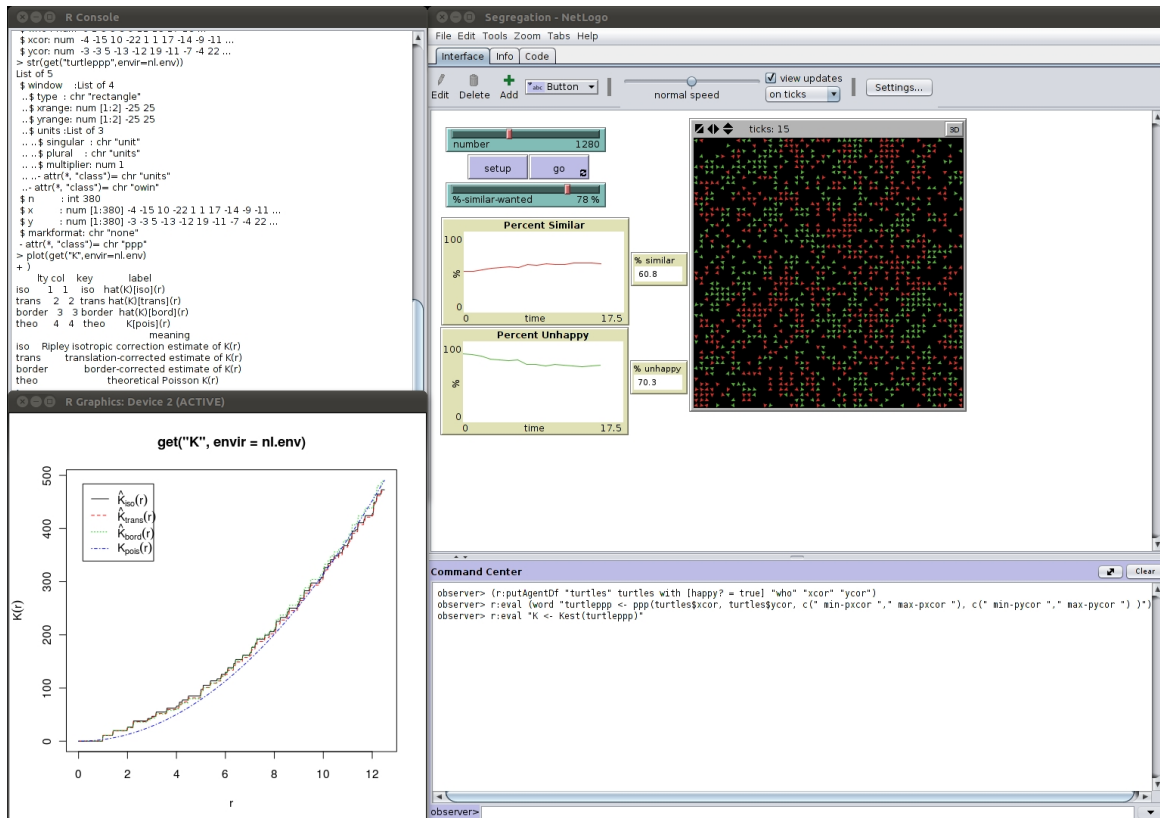 R Console
$ xcor: num -4 -15 10 -22 1 1 17 -14 -9 -11 ...
$ ycor: num -3 -3 5 -13 -12 19 -11 -7 -4 22 ...
> str(get("turtleppp",envir=nl.env))
List of 5
$ window :List of 4
..$ type : chr "rectangle"
..$ xrange: num [1:2] -25 25
..$ yrange: num [1:2] -25 25
..$ units :List of 3
.. ..$ singular : chr "unit"
.. ..$ plural : chr "units"
.. ..$ multiplier: num 1
.. ..- attr(*, "class")= chr "units"
..- attr(*, "class")= chr "owin"
$ n : int 380
$ x : num [1:380] -4 -15 10 -22 1 1 17 -14 -9 -11 ...
$ y : num [1:380] -3 -3 5 -13 -12 19 -11 -7 -4 22 ...
$ markformat: chr "none"
- attr(*, "class")= chr "ppp"
> plot(get("K",envir=nl.env)
+ )
lty col key label
iso 1 1 iso hat(K)[iso](r)
trans 2 2 trans hat(K)[trans](r)
border 3 3 border hat(K)[bord](r)
theo 4 4 theo K[pois](r)
meaning
iso Ripley isotropic correction estimate of K(r)
trans translation-corrected estimate of K(r)
border border-corrected estimate of K(r)
theo theoretical Poisson K(r)
R Graphics: Device 2 (ACTIVE)
get("K", envir = nl.env)
K̂iso(r)
K̂trans(r)
K̂bord(r)
Kpois(r)
K(r)
500
400
300
200
100
0
0 2 4 6 8 10 12
r
Segregation - NetLogo
File Edit Tools Zoom Tabs Help
Interface Info Code
Edit Delete Add abc Button
normal speed
view updates
on ticks
Settings...
number 1280
setup go
%-similar-wanted 78 %
Percent Similar
100
%
0
0 time 17.5
% similar
60.8
Percent Unhappy
100
%
0
0 time 17.5
% unhappy
70.3
ticks: 15
3D
Command Center
Clear
observer> (r:putAgentDf "turtles" turtles with [happy? = true] "who" "xcor" "ycor")
observer> r:eval (word "turtleppp <- ppp(turtles$xcor, turtles$ycor, c(" min-pxcor "," max-pxcor "), c(" min-pycor "," max-pycor ") )")
observer> r:eval "K <- Kest(turtleppp)"
observer>